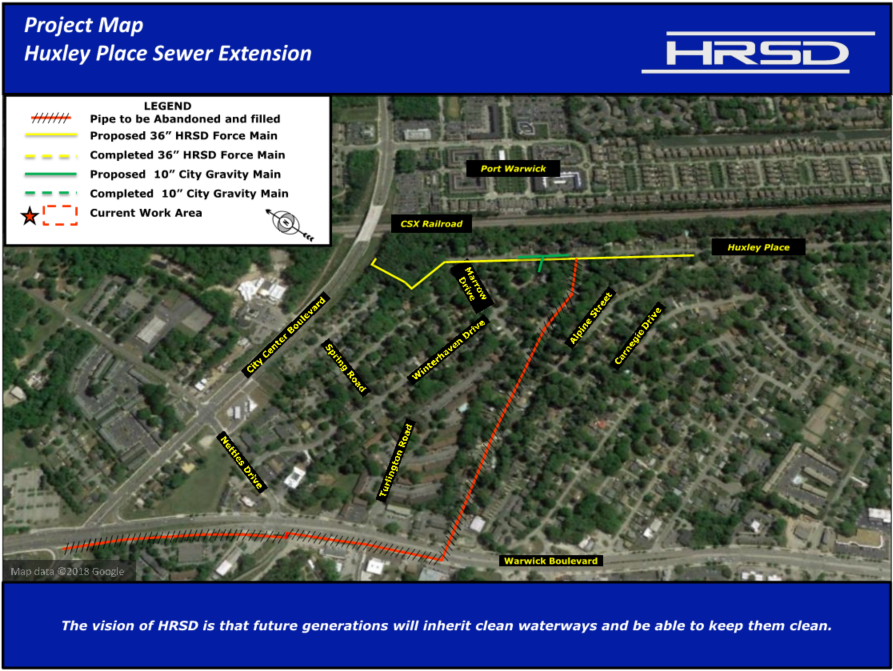 Project Map
Huxley Place Sewer Extension
HRSD
LEGEND
Pipe to be Abandoned and filled
Proposed 36” HRSD Force Main
Completed 36” HRSD Force Main
Proposed 10” City Gravity Main
Completed 10” City Gravity Main
Current Work Area
N
Port Warwick
CSX Railroad
Huxley Place
Marrow
Drive
City Center Boulevard
Alpine Street
Carnegie Drive
Winterhaven Drive
Spring Road
Turlington Road
Nettles Drive
Warwick Boulevard
Map data ©2018 Google
The vision of HRSD is that future generations will inherit clean waterways and be able to keep them clean.